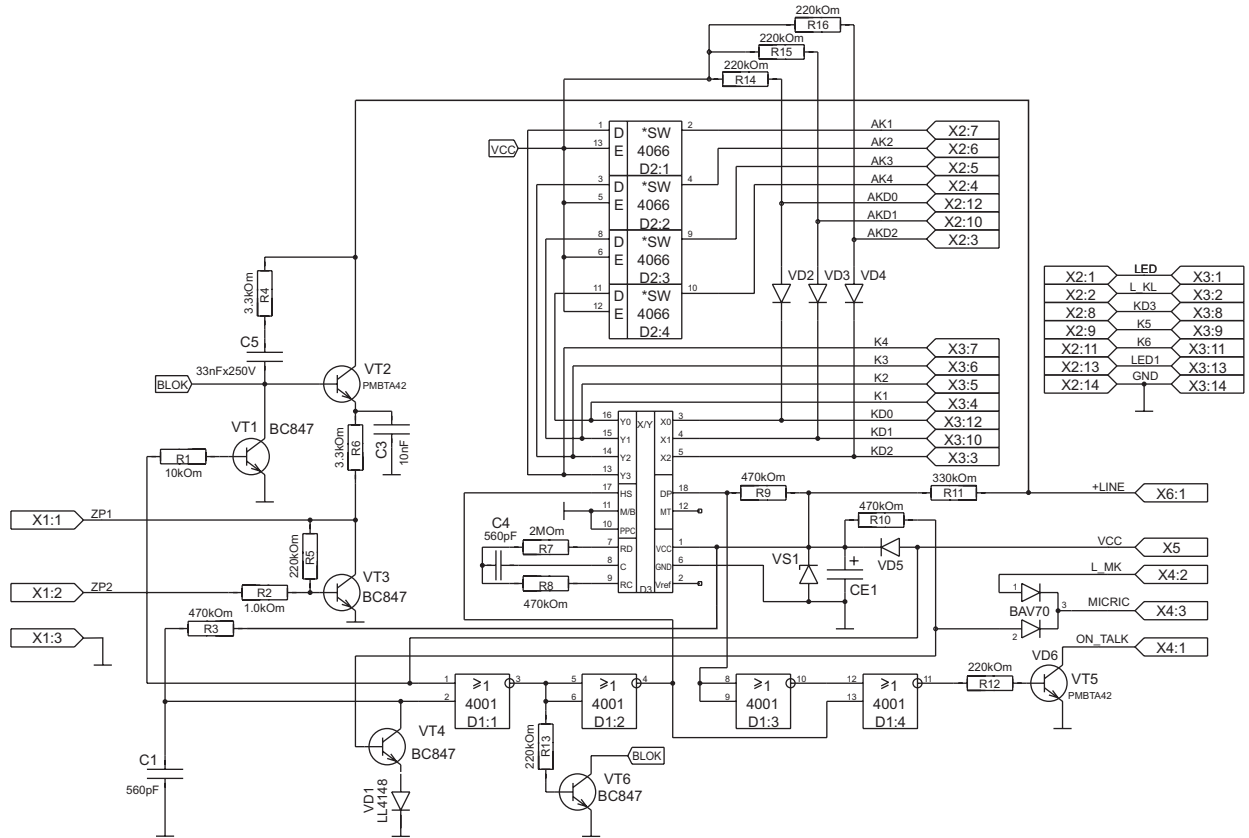 220kOm
R16
220kOm
R15
220kOm
R14
VCC
1 D *SW 2 AK1 X2:7
13 E 4066 AK2 X2:6
D2:1 AK3 X2:5
3 D *SW 4 AK4 X2:4
5 E 4066 AKD0 X2:12
D2:2 AKD1 X2:10
8 D *SW 9 AKD2 X2:3
6 E 4066
D2:3
11 D *SW 10
12 E 4066
D2:4
VD2 VD3 VD4
X2:1 LED X3:1
X2:2 L_KL X3:2
X2:8 KD3 X3:8
X2:9 K5 X3:9
X2:11 K6 X3:11
X2:13 LED1 X3:13
X2:14 GND X3:14
3.3kOm
R4
C5
33nFx250V
BLOK
VT2
PMBTA42
VT1
BC847
R1
10kOm
3.3kOm
R6
C3
10nF
K4 X3:7
K3 X3:6
K2 X3:5
K1 X3:4
KD0 X3:12
KD1 X3:10
KD2 X3:3
X/Y
16 Y0 X0 3
15 Y1 X1 4
14 Y2 X2 5
13 Y3
17 HS DP 18
11 M/B MT 12
10 PPC
7 RD VCC 1
8 C GND 6
9 RC Vref 2
D3
470kOm
R9
330kOm
R11
+LINE X6:1
470kOm
R10
VCC X5
VD5
VS1
+
CE1
L_MK X4:2
1
BAV70
3
2
MICRIC X4:3
ON_TALK X4:1
X1:1 ZP1
X1:2 ZP2
X1:3
220kOm
R5
R2
1.0kOm
VT3
BC847
470kOm
R3
C4
560pF
2MOm
R7
R8
470kOm
1 ⩾1 3
2 4001
D1:1
5 ⩾1 4
6 4001
D1:2
8 ⩾1 10
9 4001
D1:3
12 ⩾1 11
13 4001
D1:4
220kOm
R12
VD6
VT5
PMBTA42
C1
560pF
VT4
BC847
VD1
LL4148
220kOm
R13
BLOK
VT6
BC847